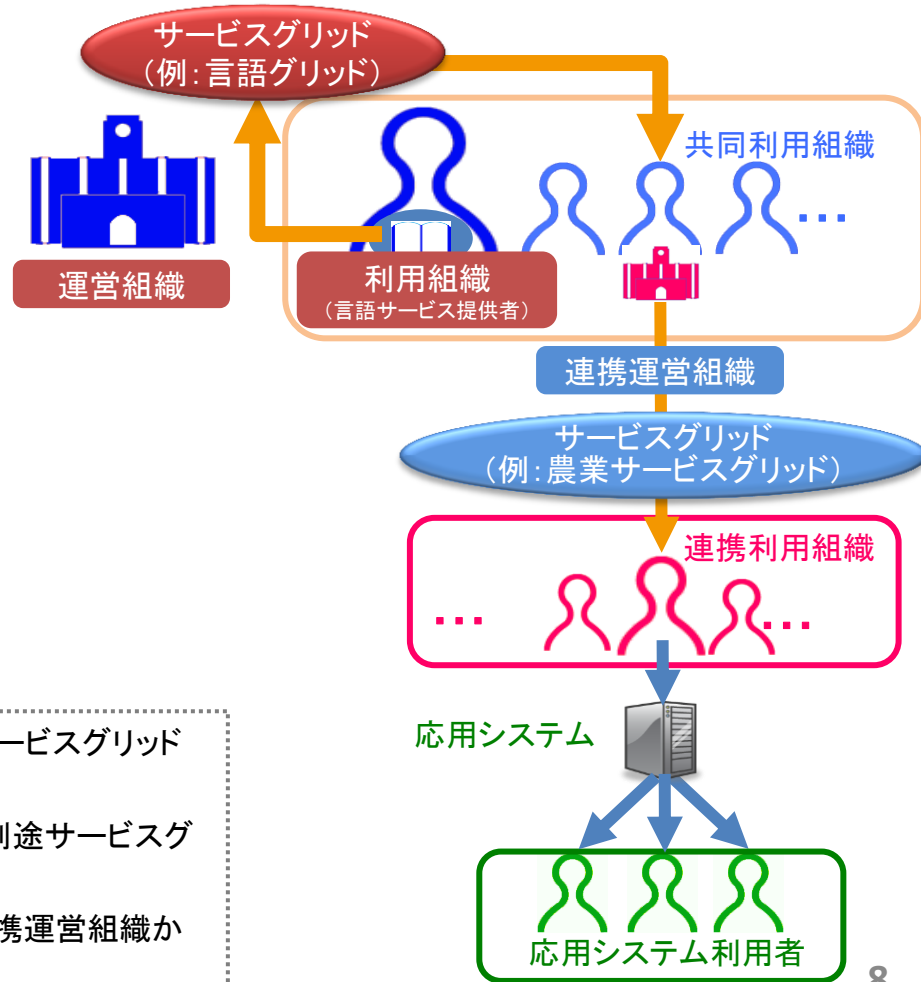 サービスグリッド
（例：言語グリッド）
共同利用組織
…
運営組織
利用組織
（言語サービス提供者）
連携運営組織
サービスグリッド
（例：農業サービスグリッド）
連携利用組織
…
…
応用システム
応用システム利用者
ービスグリッド
別途サービスグ
携運営組織か
8